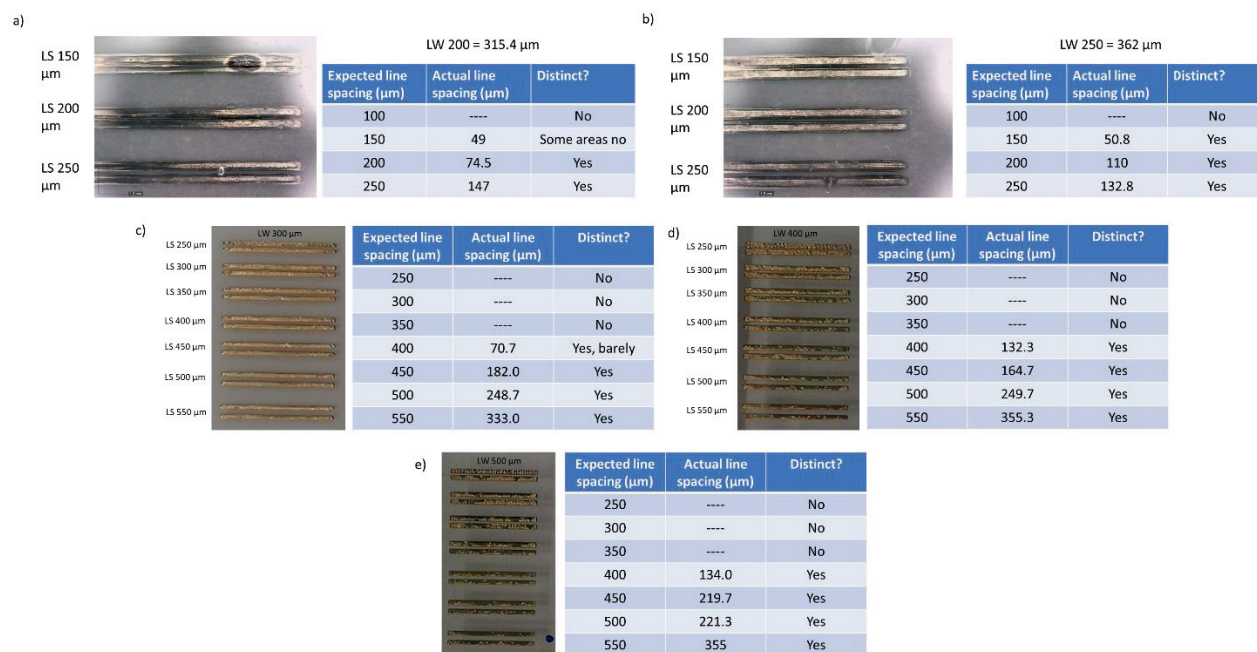 a)
LS 150
μm
LS 200
μm
LS 250
μm
LW 200 = 315.4 μm
Expected line spacing (μm) Actual line spacing (μm) Distinct?
100 ---- No
150 49 Some areas no
200 74.5 Yes
250 147 Yes
b)
LS 150
μm
LS 200
μm
LS 250
μm
LW 250 = 362 μm
Expected line spacing (μm) Actual line spacing (μm) Distinct?
100 ---- No
150 50.8 Yes
200 110 Yes
250 132.8 Yes
c)
LW 300 μm
LS 250 μm
LS 300 μm
LS 350 μm
LS 400 μm
LS 450 μm
LS 500 μm
LS 550 μm
Expected line spacing (μm) Actual line spacing (μm) Distinct?
250 ---- No
300 ---- No
350 ---- No
400 70.7 Yes, barely
450 182.0 Yes
500 248.7 Yes
550 333.0 Yes
d)
LW 400 μm
LS 250 μm
LS 300 μm
LS 350 μm
LS 400 μm
LS 450 μm
LS 500 μm
LS 550 μm
Expected line spacing (μm) Actual line spacing (μm) Distinct?
250 ---- No
300 ---- No
350 ---- No
400 132.3 Yes
450 164.7 Yes
500 249.7 Yes
550 355.3 Yes
e)
LW 500 μm
Expected line spacing (μm) Actual line spacing (μm) Distinct?
250 ---- No
300 ---- No
350 ---- No
400 134.0 Yes
450 219.7 Yes
500 221.3 Yes
550 355 Yes